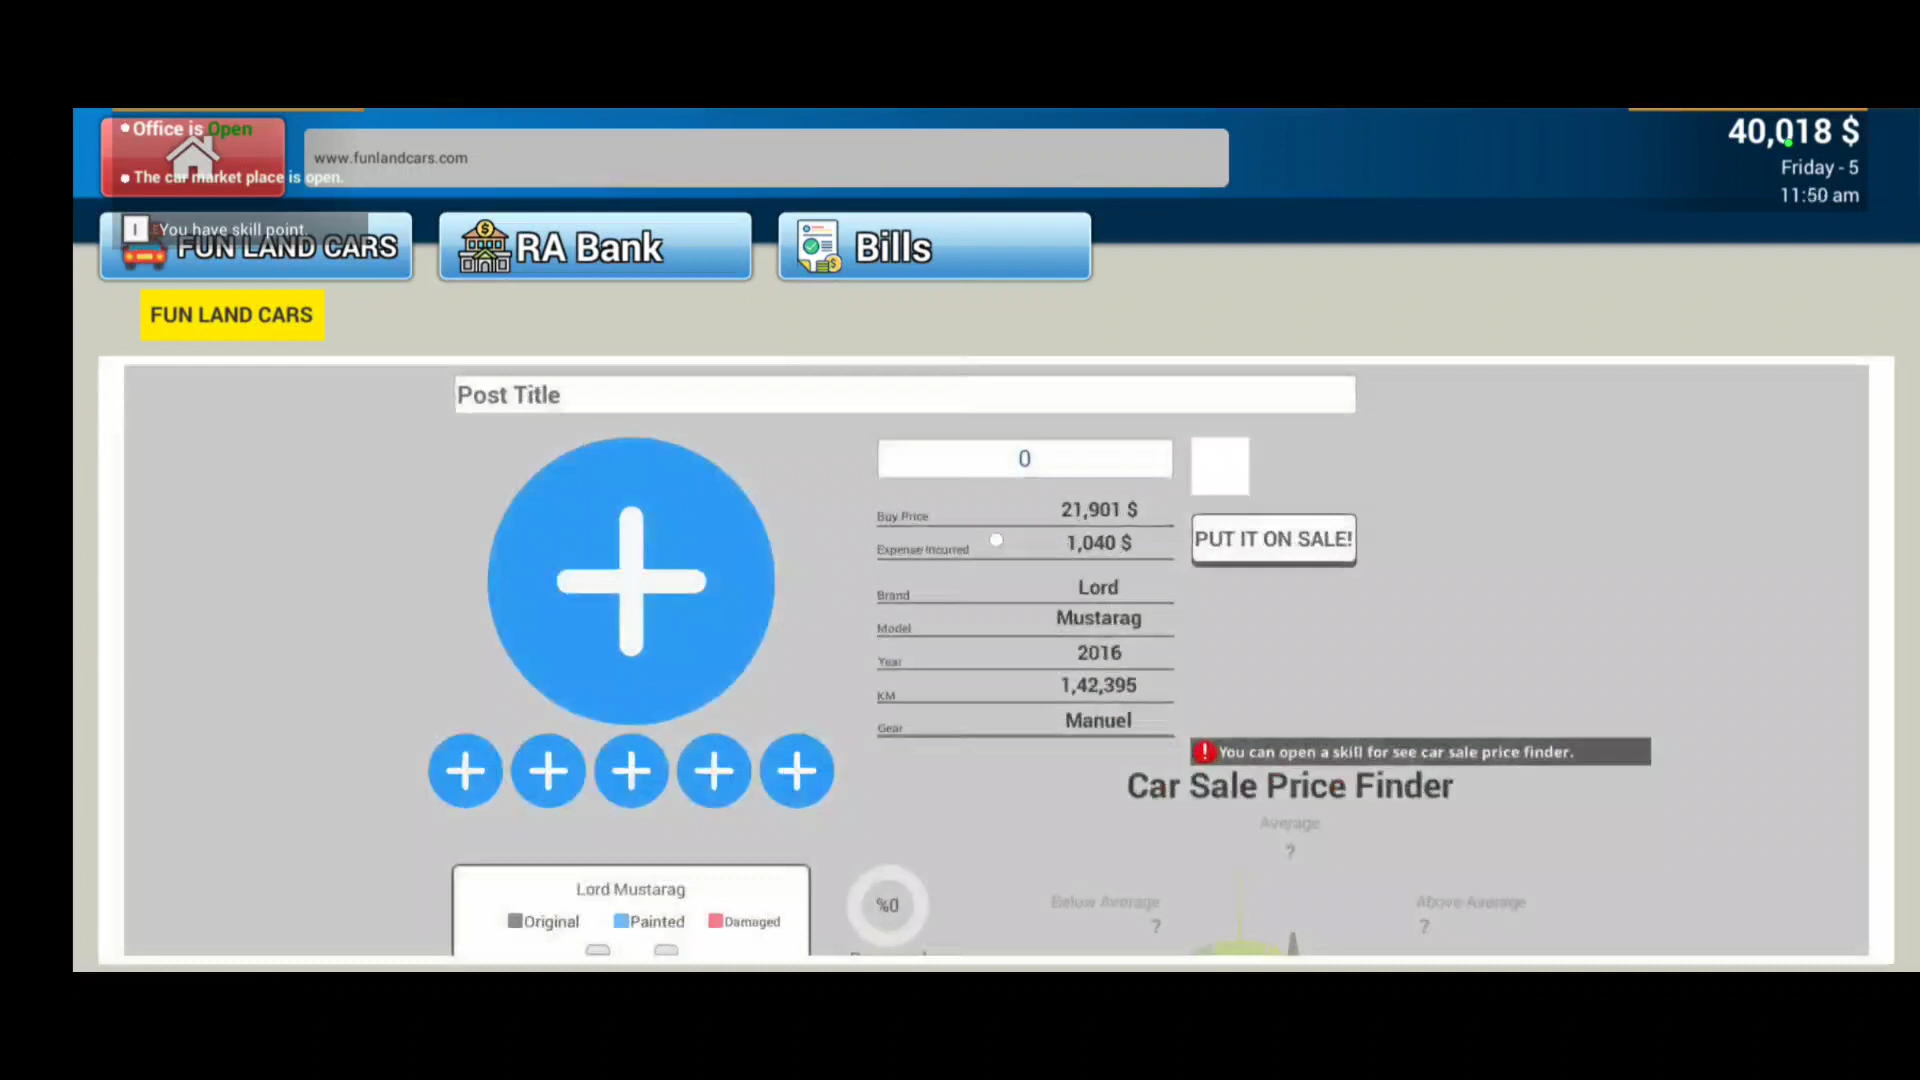 Office is Open
The car market place is open.
www.funlandcars.com
40,018 $
Friday - 5
11:50 am
I You have skill point.
FUN LAND CARS
RA Bank
Bills
FUN LAND CARS
Post Title
0
Buy Price 21,901 $
Expense Incurred 1,040 $
PUT IT ON SALE!
Brand Lord
Model Mustarag
Year 2016
KM 1,42,395
Gear Manuel
! You can open a skill for see car sale price finder.
Car Sale Price Finder
Average
?
Lord Mustarag
Original Painted Damaged
%0
Below Average
?
Above Average
?